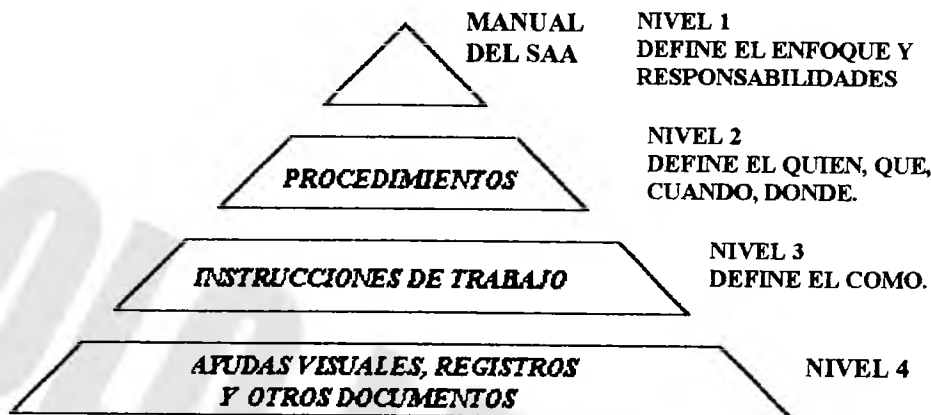 MANUAL
DEL SAA
NIVEL 1
DEFINE EL ENFOQUE Y
RESPONSABILIDADES
PROCEDIMIENTOS
NIVEL 2
DEFINE EL QUIEN, QUE,
CUANDO, DONDE.
INSTRUCCIONES DE TRABAJO
NIVEL 3
DEFINE EL COMO.
AYUDAS VISUALES, REGISTROS
Y OTROS DOCUMENTOS
NIVEL 4